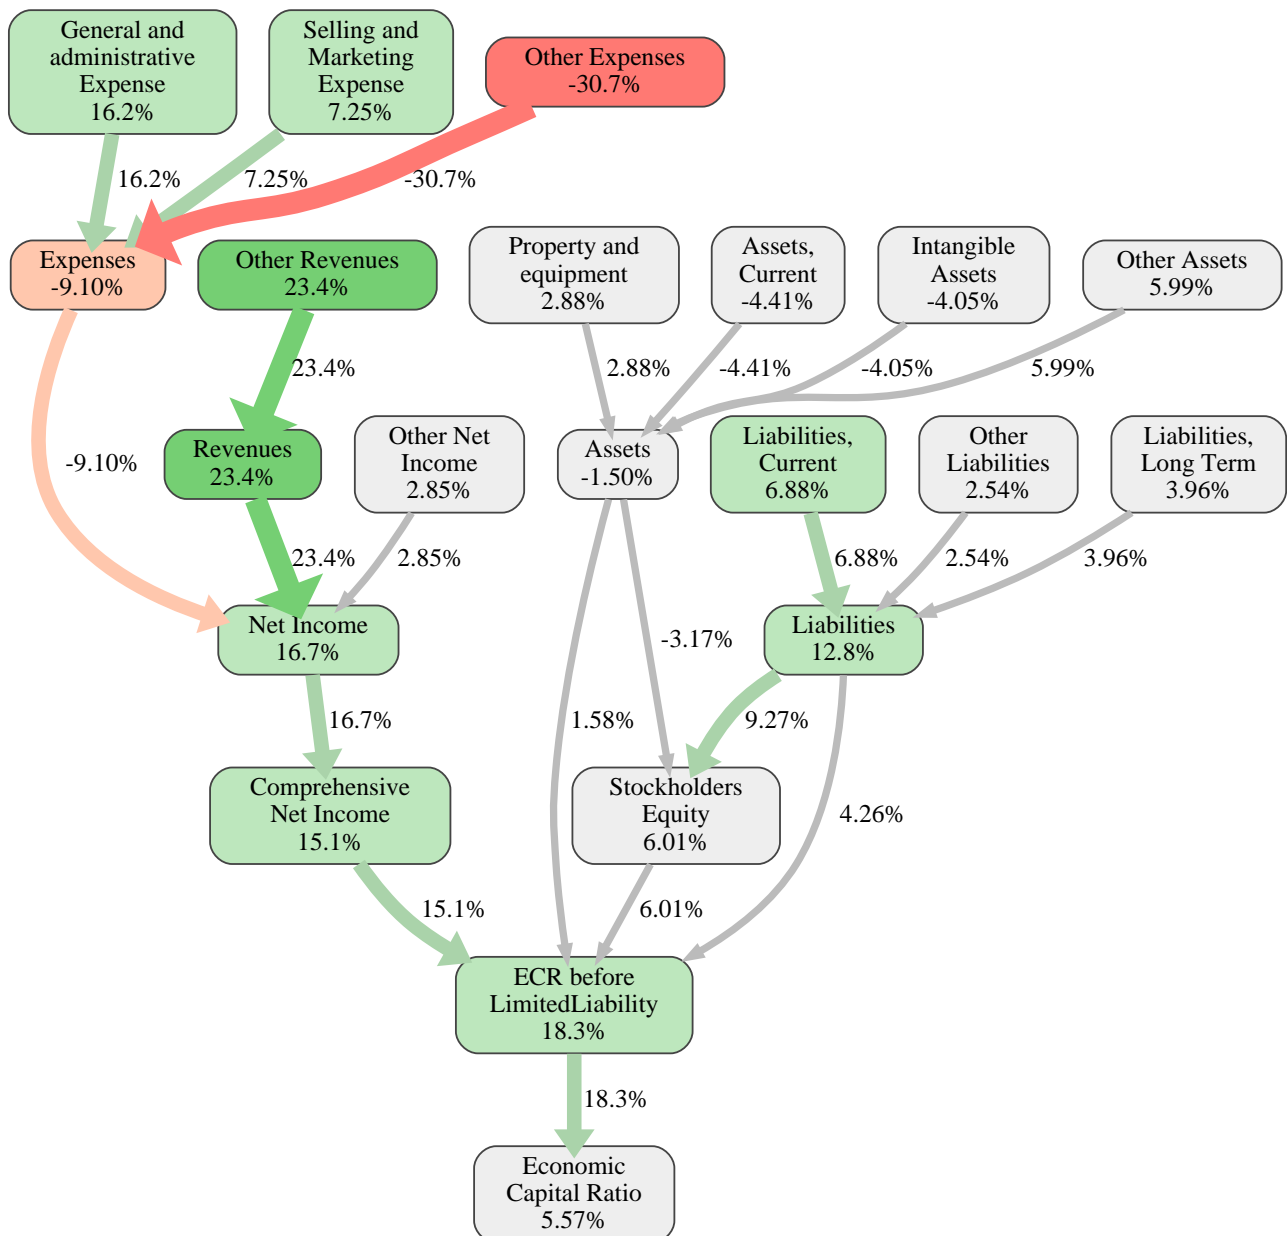 General and
administrative
Expense
16.2%
Selling and
Marketing
Expense
7.25%
Other Expenses
-30.7%
16.2%
7.25%
-30.7%
Expenses
-9.10%
Other Revenues
23.4%
Property and
equipment
2.88%
Assets,
Current
-4.41%
Intangible
Assets
-4.05%
Other Assets
5.99%
23.4%
2.88%
-4.41%
-4.05%
5.99%
-9.10%
Revenues
23.4%
Other Net
Income
2.85%
Assets
-1.50%
Liabilities,
Current
6.88%
Other
Liabilities
2.54%
Liabilities,
Long Term
3.96%
23.4%
2.85%
6.88%
2.54%
3.96%
Net Income
16.7%
-3.17%
Liabilities
12.8%
16.7%
1.58%
9.27%
Comprehensive
Net Income
15.1%
Stockholders
Equity
6.01%
4.26%
15.1%
6.01%
ECR before
LimitedLiability
18.3%
18.3%
Economic
Capital Ratio
5.57%